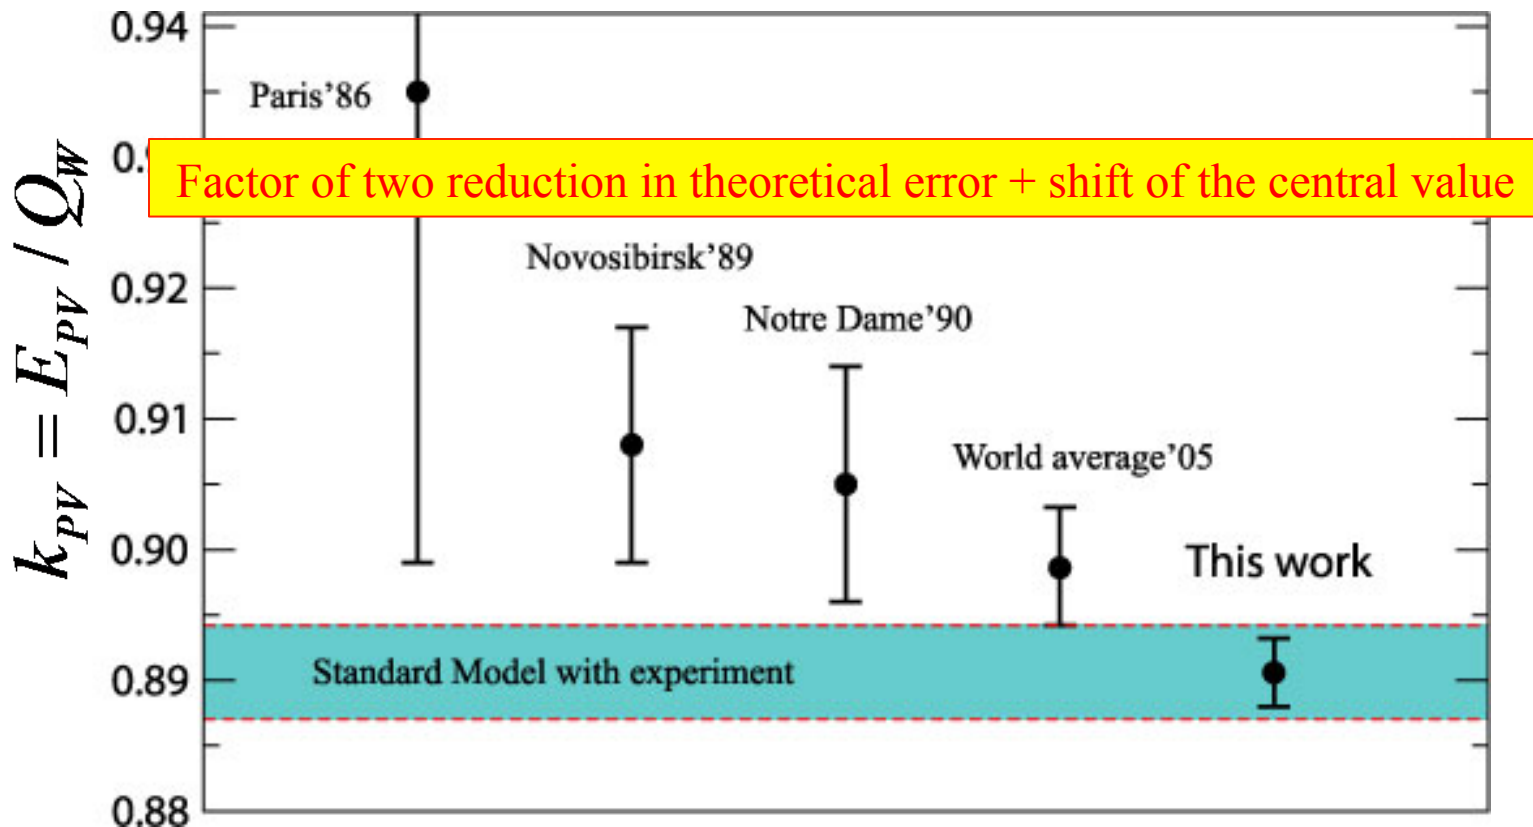 0.94
Paris’86
0.
Factor of two reduction in theoretical error + shift of the central value
Novosibirsk’89
0.92
Notre Dame’90
0.91
World average’05
0.90
This work
Standard Model with experiment
0.89
0.88
k_PV = E_PV / Q_W